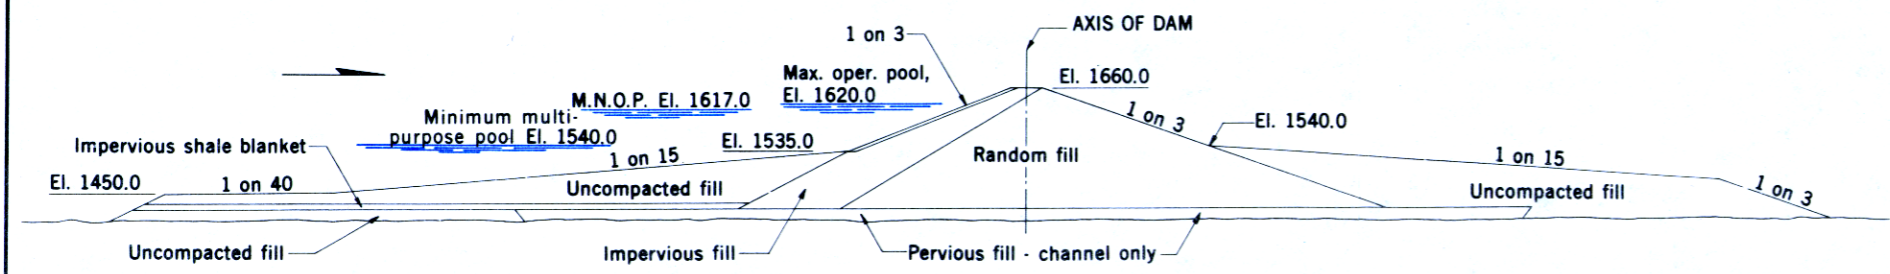 AXIS OF DAM
1 on 3
Max. oper. pool,
El. 1620.0
El. 1660.0
M.N.O.P. El. 1617.0
Minimum multi-
purpose pool El. 1540.0
El. 1535.0
1 on 3
El. 1540.0
Impervious shale blanket
1 on 15
Random fill
1 on 15
El. 1450.0
1 on 40
Uncompacted fill
Uncompacted fill
1 on 3
Uncompacted fill
Impervious fill
Pervious fill - channel only